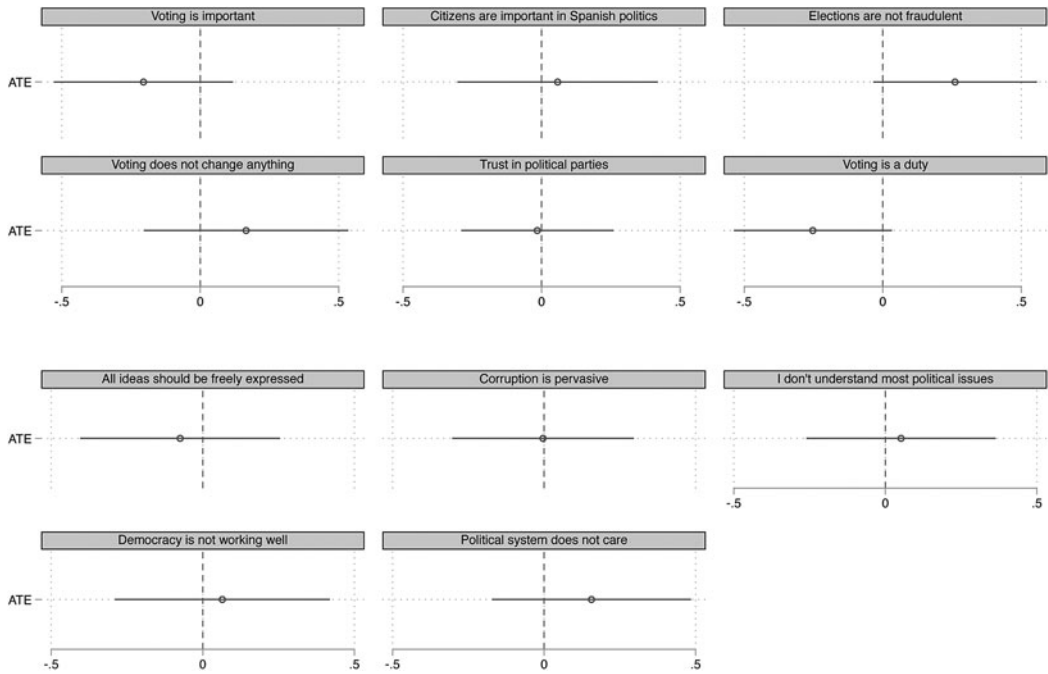 Voting is important
Citizens are important in Spanish politics
Elections are not fraudulent
ATE
Voting does not change anything
Trust in political parties
Voting is a duty
ATE
-.5 0 .5
-.5 0 .5
-.5 0 .5
All ideas should be freely expressed
Corruption is pervasive
I don't understand most political issues
ATE
-.5 0 .5
Democracy is not working well
Political system does not care
ATE
-.5 0 .5
-.5 0 .5